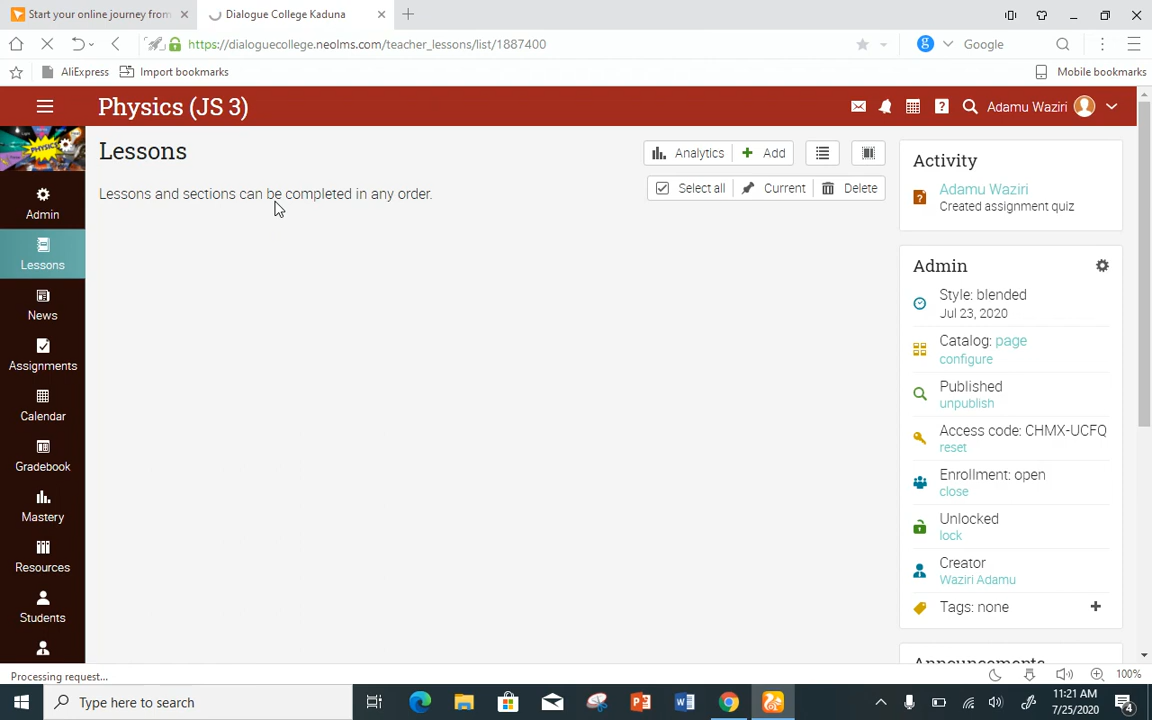 Start your online journey from
Dialogue College Kaduna
https://dialoguecollege.neolms.com/teacher_lessons/list/1887400
Google
AliExpress
Import bookmarks
Mobile bookmarks
Physics (JS 3)
Adamu Waziri
PHYSICS
Admin
Lessons
News
Assignments
Calendar
Gradebook
Mastery
Resources
Students
Lessons
Analytics
Add
Lessons and sections can be completed in any order.
Select all
Current
Delete
Activity
Adamu Waziri
Created assignment quiz
Admin
Style: blended
Jul 23, 2020
Catalog: page
configure
Published
unpublish
Access code: CHMX-UCFQ
reset
Enrollment: open
close
Unlocked
lock
Creator
Waziri Adamu
Tags: none
Announcements
Processing request...
100%
Type here to search
11:21 AM
7/25/2020
4